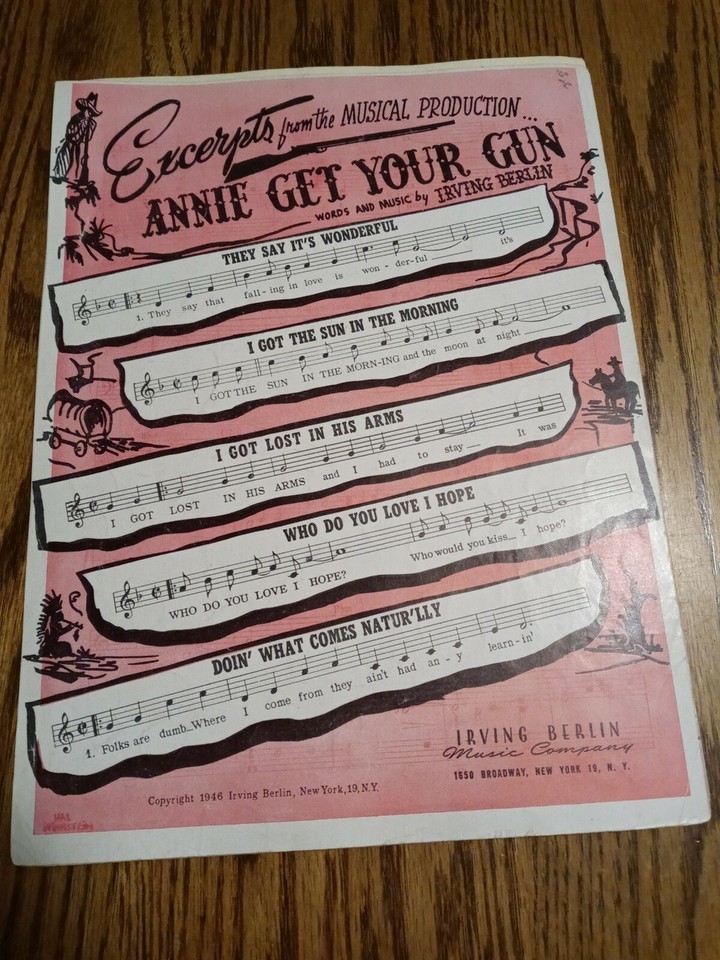 Excerpts from the MUSICAL PRODUCTION...
ANNIE GET YOUR GUN
WORDS AND MUSIC by IRVING BERLIN
THEY SAY IT'S WONDERFUL
1. They say that fall-ing in love is won-der-ful it's
I GOT THE SUN IN THE MORNING
I GOT THE SUN IN THE MORN-ING and the moon at night
I GOT LOST IN HIS ARMS
I GOT LOST IN HIS ARMS and I had to stay It was
WHO DO YOU LOVE I HOPE
WHO DO YOU LOVE I HOPE? Who would you kiss I hope?
DOIN' WHAT COMES NATUR'LLY
1. Folks are dumb Where I come from they ain't had an-y learn-in'
IRVING BERLIN
Music Company
1650 BROADWAY, NEW YORK 19, N. Y.
Copyright 1946 Irving Berlin, New York, 19, N.Y.